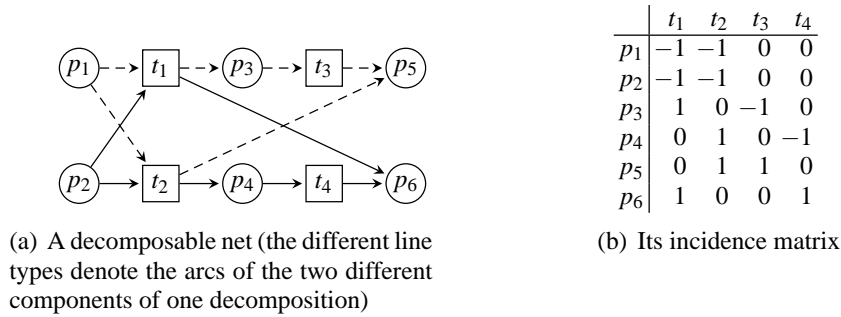 p1 t1 p3 t3 p5
p2 t2 p4 t4 p6
(a) A decomposable net (the different line
types denote the arcs of the two different
components of one decomposition)
t1 t2 t3 t4
p1 −1 −1 0 0
p2 −1 −1 0 0
p3 1 0 −1 0
p4 0 1 0 −1
p5 0 1 1 0
p6 1 0 0 1
(b) Its incidence matrix